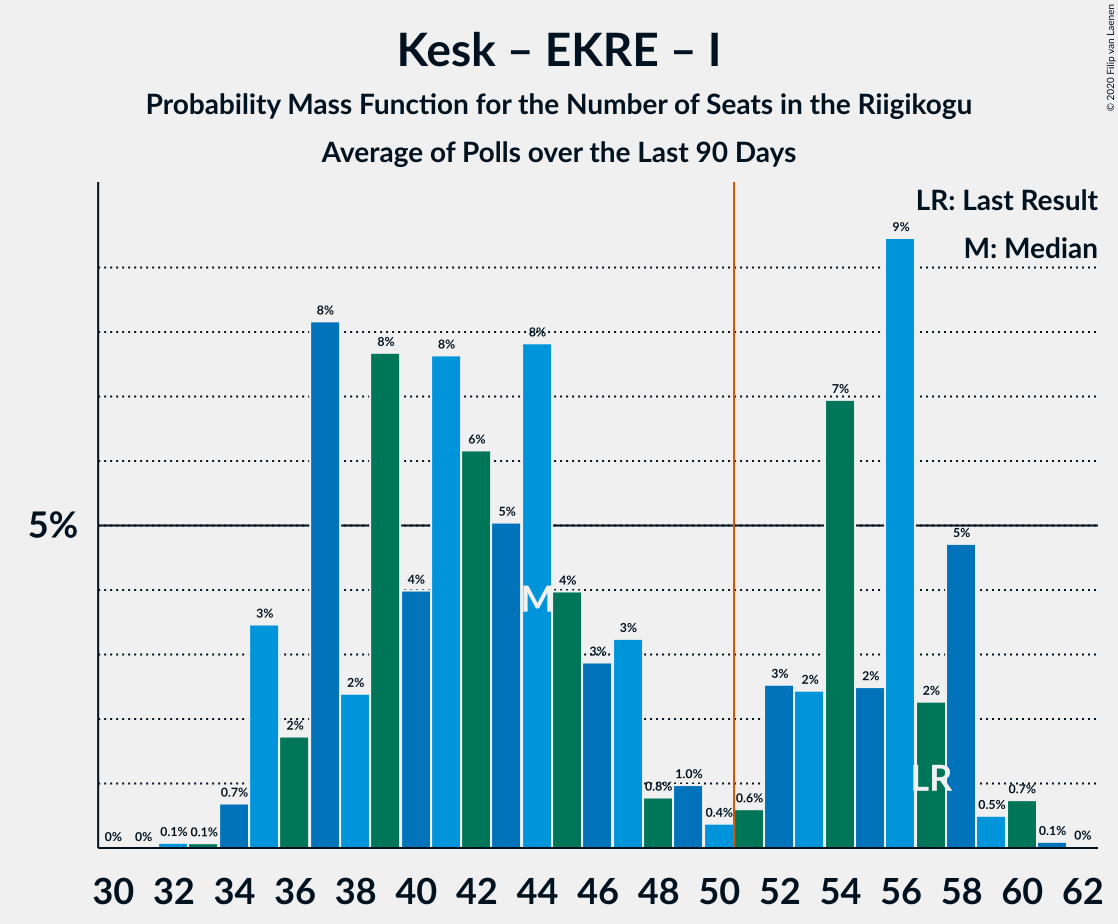 Kesk – EKRE – I
Probability Mass Function for the Number of Seats in the Riigikogu
Average of Polls over the Last 90 Days
© 2020 Filip van Laenen
LR: Last Result
M: Median
5%
0% 0% 0.1% 0.1% 0.7% 3% 2% 8% 2% 8% 4% 8% 6% 5% 8% 4% 3% 3% 0.8% 1.0% 0.4% 0.6% 3% 2% 7% 2% 9% 2% 5% 0.5% 0.7% 0.1% 0%
M
LR
30 32 34 36 38 40 42 44 46 48 50 52 54 56 58 60 62